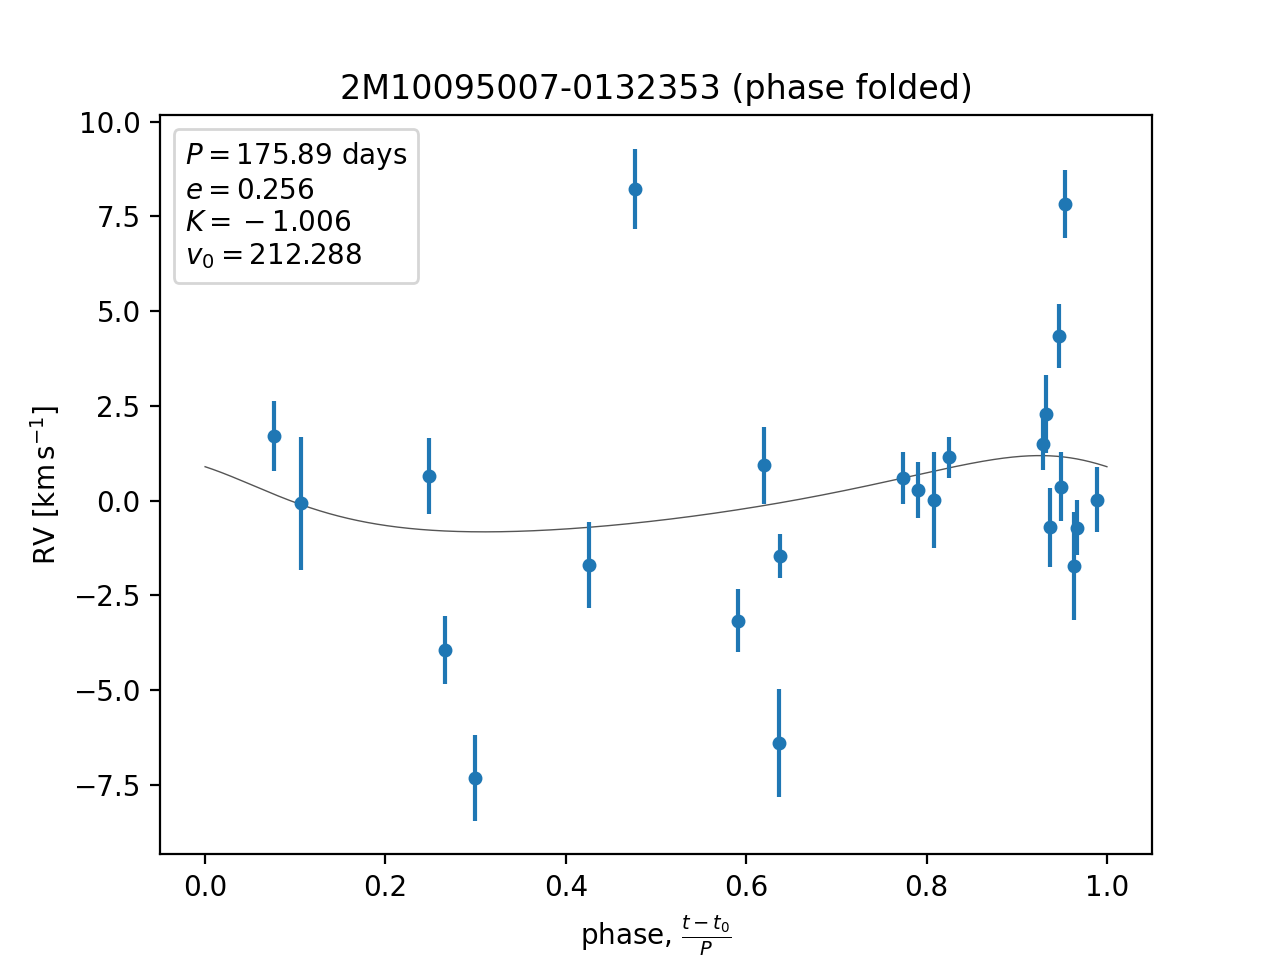 2M10095007-0132353 (phase folded)
P = 175.89 days
e = 0.256
K = −1.006
v₀ = 212.288
10.0
7.5
5.0
2.5
0.0
−2.5
−5.0
−7.5
RV [km s⁻¹]
0.0 0.2 0.4 0.6 0.8 1.0
phase, (t − t₀)/P